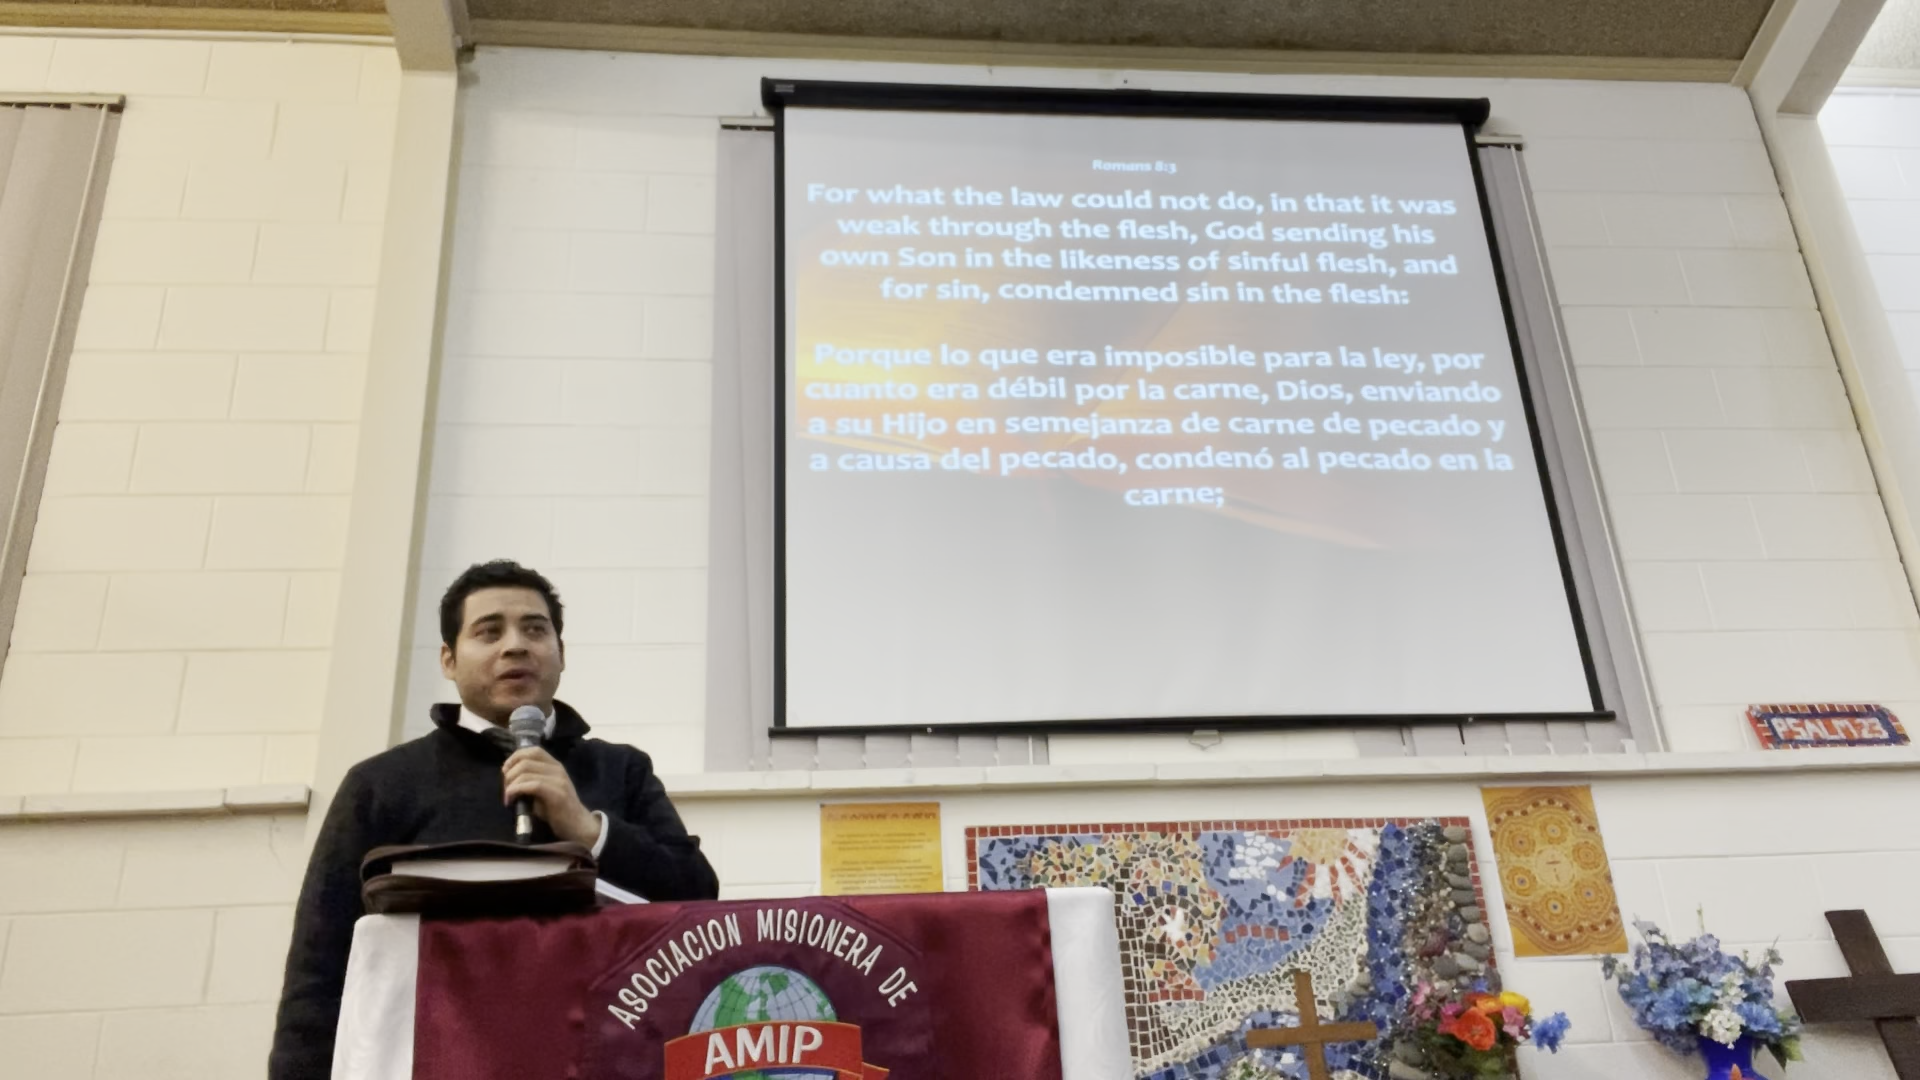 Romans 8:3
For what the law could not do, in that it was
weak through the flesh, God sending his
own Son in the likeness of sinful flesh, and
for sin, condemned sin in the flesh:
Porque lo que era imposible para la ley, por
cuanto era débil por la carne, Dios, enviando
a su Hijo en semejanza de carne de pecado y
a causa del pecado, condenó al pecado en la
carne;
PSALM 23
ASOCIACION MISIONERA DE
AMIP